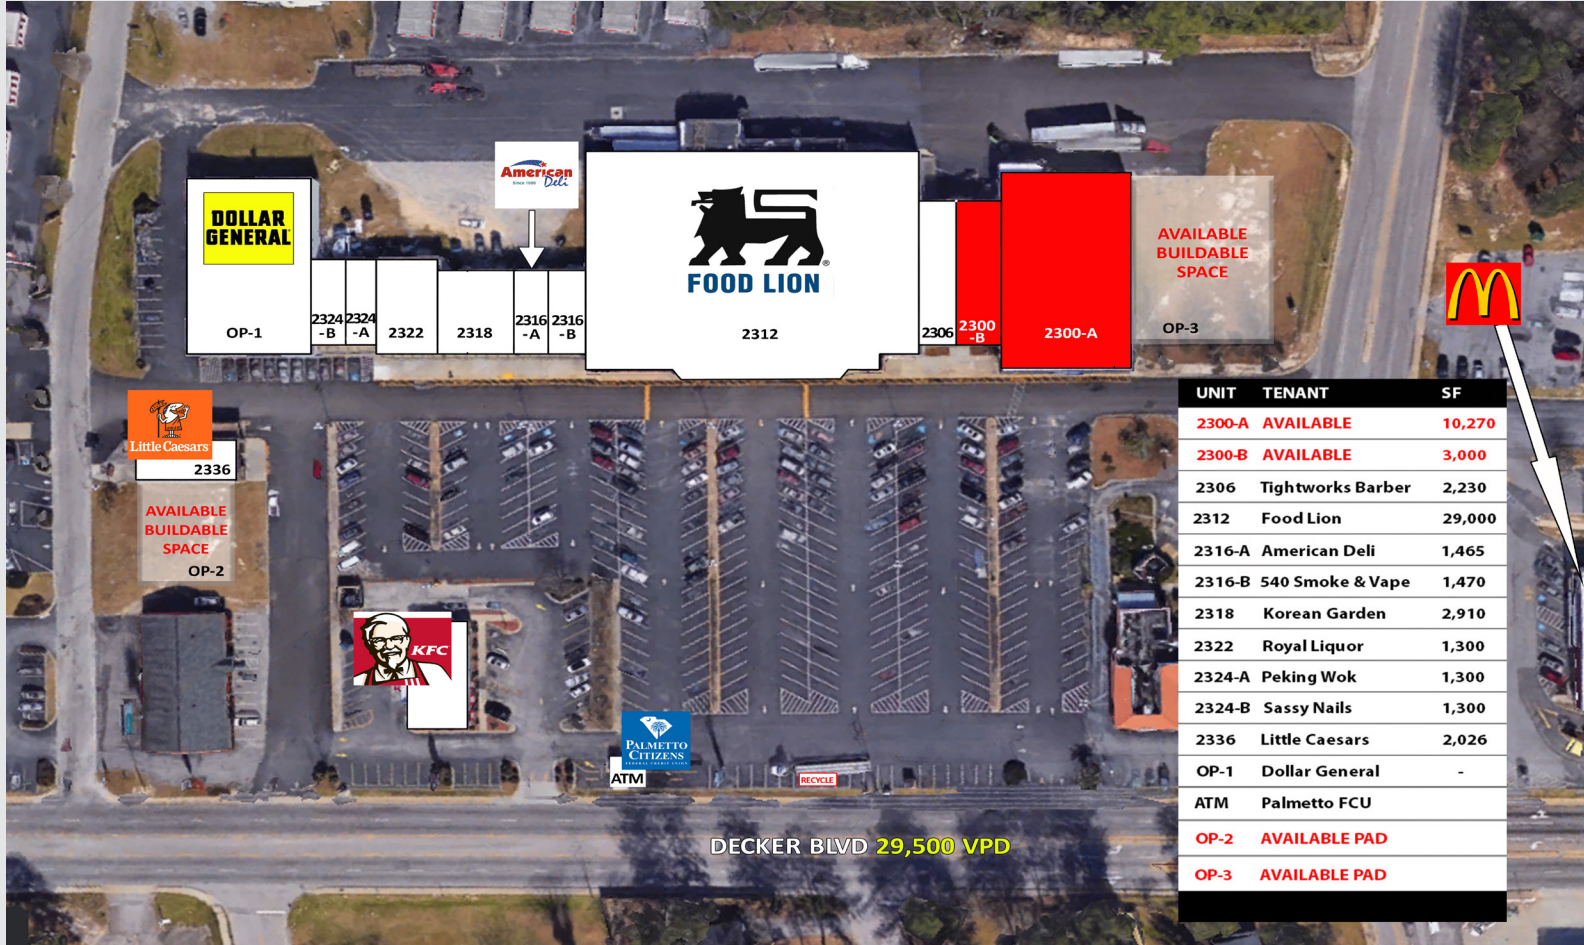 American
Since 1989
Deli
DOLLAR
GENERAL
OP-1
2324
-B
2324
-A
2322
2318
2316
-A
2316
-B
FOOD LION
®
2312
2306
2300
-B
2300-A
AVAILABLE
BUILDABLE
SPACE
OP-3
Little Caesars
2336
AVAILABLE
BUILDABLE
SPACE
OP-2
KFC
PALMETTO
CITIZENS
FEDERAL CREDIT UNION
ATM
RECYCLE
DECKER BLVD 29,500 VPD
UNIT TENANT SF
2300-A AVAILABLE 10,270
2300-B AVAILABLE 3,000
2306 Tightworks Barber 2,230
2312 Food Lion 29,000
2316-A American Deli 1,465
2316-B 540 Smoke & Vape 1,470
2318 Korean Garden 2,910
2322 Royal Liquor 1,300
2324-A Peking Wok 1,300
2324-B Sassy Nails 1,300
2336 Little Caesars 2,026
OP-1 Dollar General -
ATM Palmetto FCU
OP-2 AVAILABLE PAD
OP-3 AVAILABLE PAD